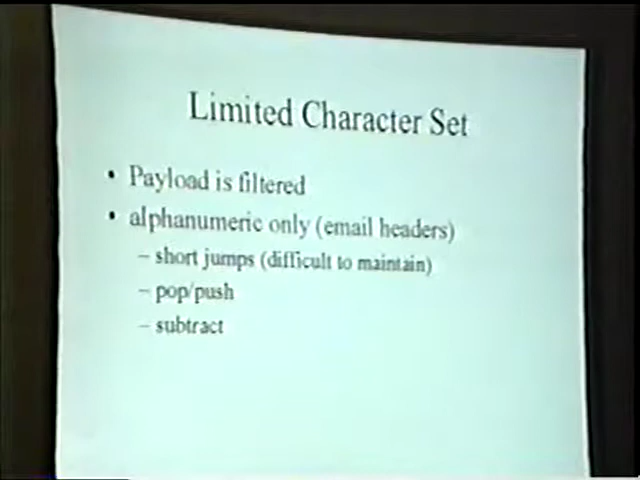 Limited Character Set
• Payload is filtered
• alphanumeric only (email headers)
– short jumps (difficult to maintain)
– pop/push
– subtract